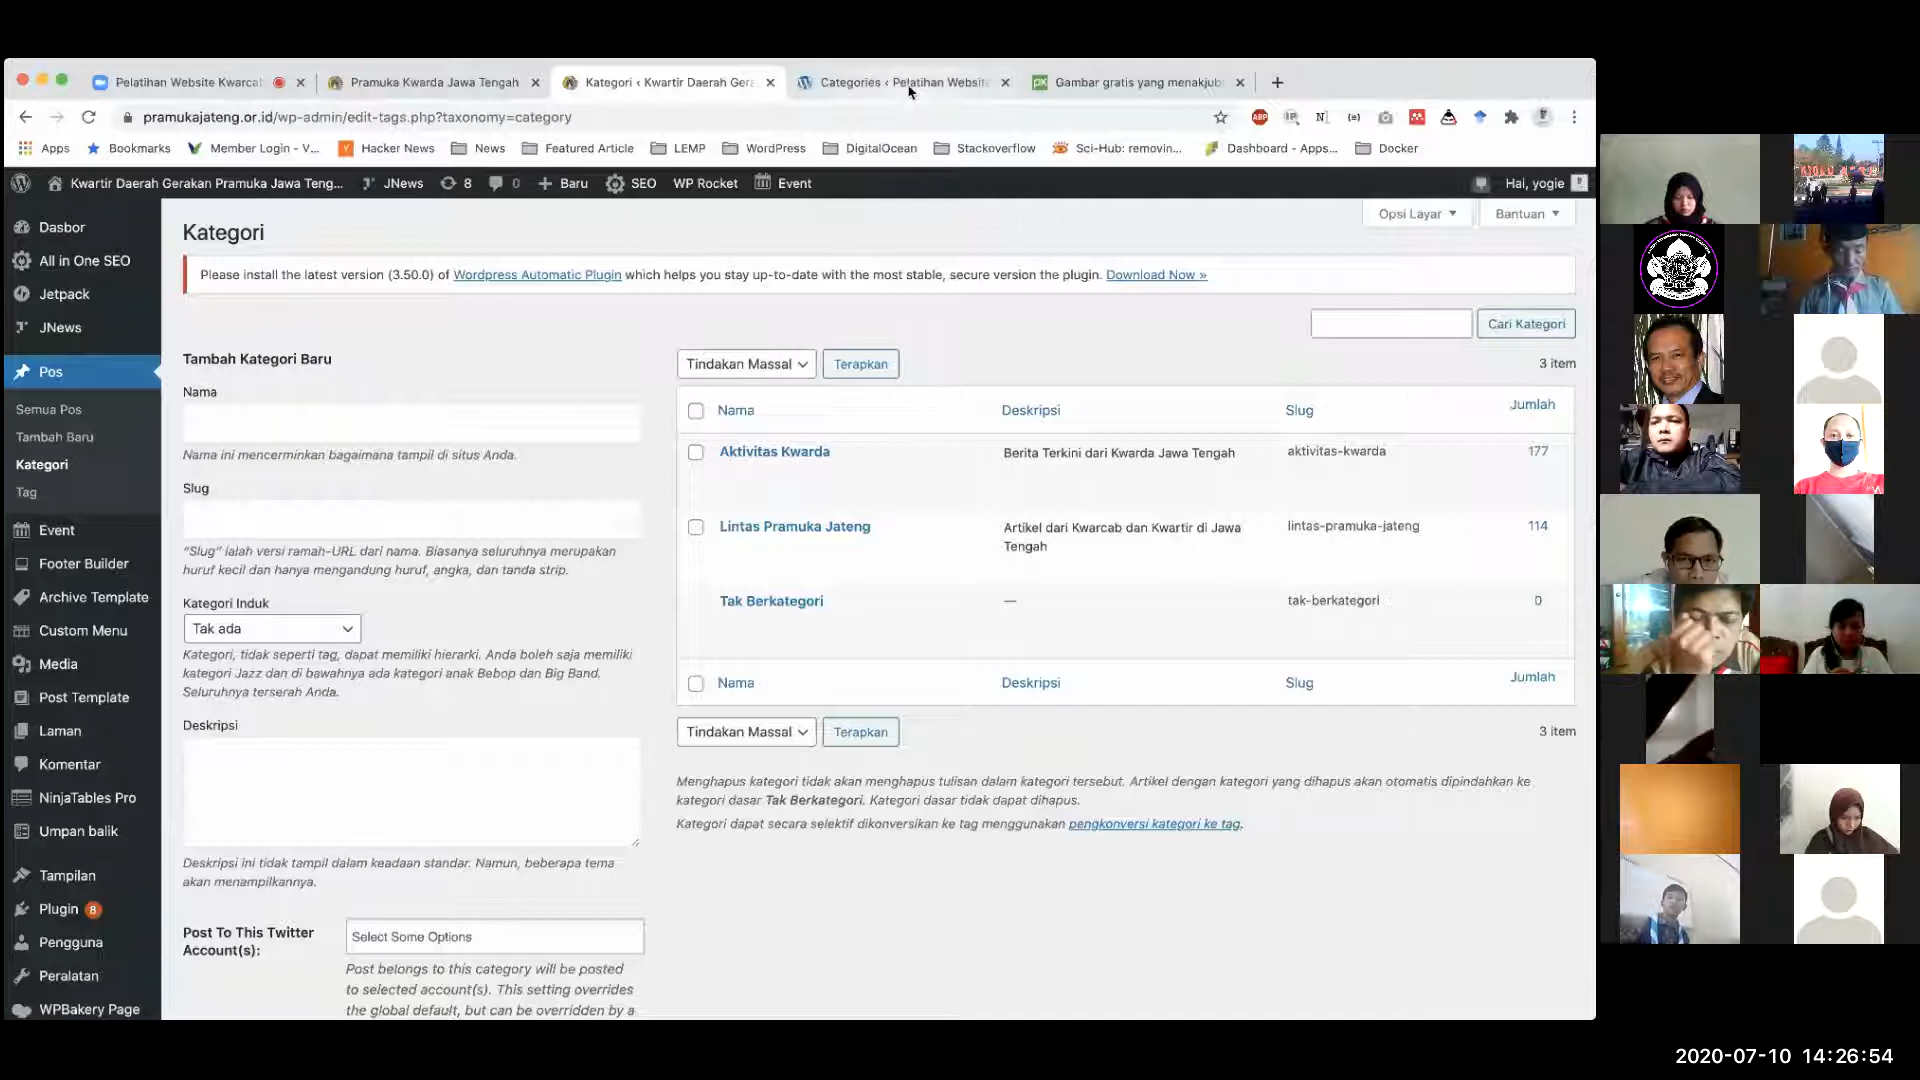 Pelatihan Website Kwarca
Pramuka Kwarda Jawa Tengah
Kategori ‹ Kwartir Daerah Gera
Categories ‹ Pelatihan Website
Gambar gratis yang menakjub
pramukajateng.or.id/wp-admin/edit-tags.php?taxonomy=category
ABP
Apps
Bookmarks
Member Login - V...
Hacker News
News
Featured Article
LEMP
WordPress
DigitalOcean
Stackoverflow
Sci-Hub: removin...
Dashboard - Apps...
Docker
Kwartir Daerah Gerakan Pramuka Jawa Teng...
JNews
8
0
Baru
SEO
WP Rocket
Event
Hai, yogie
Dasbor
All in One SEO
Jetpack
JNews
Pos
Semua Pos
Tambah Baru
Kategori
Tag
Event
Footer Builder
Archive Template
Custom Menu
Media
Post Template
Laman
Komentar
NinjaTables Pro
Umpan balik
Tampilan
Plugin 8
Pengguna
Peralatan
WPBakery Page
Opsi Layar
Bantuan
Kategori
Please install the latest version (3.50.0) of Wordpress Automatic Plugin which helps you stay up-to-date with the most stable, secure version the plugin. Download Now »
Cari Kategori
Tambah Kategori Baru
Nama
Nama ini mencerminkan bagaimana tampil di situs Anda.
Slug
“Slug” ialah versi ramah-URL dari nama. Biasanya seluruhnya merupakan
huruf kecil dan hanya mengandung huruf, angka, dan tanda strip.
Kategori Induk
Tak ada
Kategori, tidak seperti tag, dapat memiliki hierarki. Anda boleh saja memiliki
kategori Jazz dan di bawahnya ada kategori anak Bebop dan Big Band.
Seluruhnya terserah Anda.
Deskripsi
Deskripsi ini tidak tampil dalam keadaan standar. Namun, beberapa tema
akan menampilkannya.
Post To This Twitter
Account(s):
Select Some Options
Post belongs to this category will be posted
to selected account(s). This setting overrides
the global default, but can be overridden by a
Tindakan Massal
Terapkan
3 item
Nama
Deskripsi
Slug
Jumlah
Aktivitas Kwarda
Berita Terkini dari Kwarda Jawa Tengah
aktivitas-kwarda
177
Lintas Pramuka Jateng
Artikel dari Kwarcab dan Kwartir di Jawa
Tengah
lintas-pramuka-jateng
114
Tak Berkategori
—
tak-berkategori
0
Nama
Deskripsi
Slug
Jumlah
Tindakan Massal
Terapkan
3 item
Menghapus kategori tidak akan menghapus tulisan dalam kategori tersebut. Artikel dengan kategori yang dihapus akan otomatis dipindahkan ke
kategori dasar Tak Berkategori. Kategori dasar tidak dapat dihapus.
Kategori dapat secara selektif dikonversikan ke tag menggunakan pengkonversi kategori ke tag.
2020-07-10 14:26:54